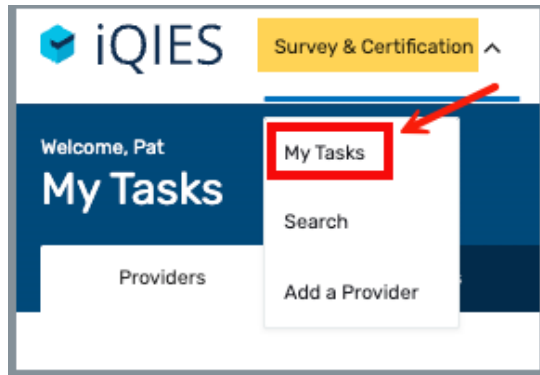 iQIES
Survey & Certification
Welcome, Pat
My Tasks
My Tasks
Search
Providers
Add a Provider